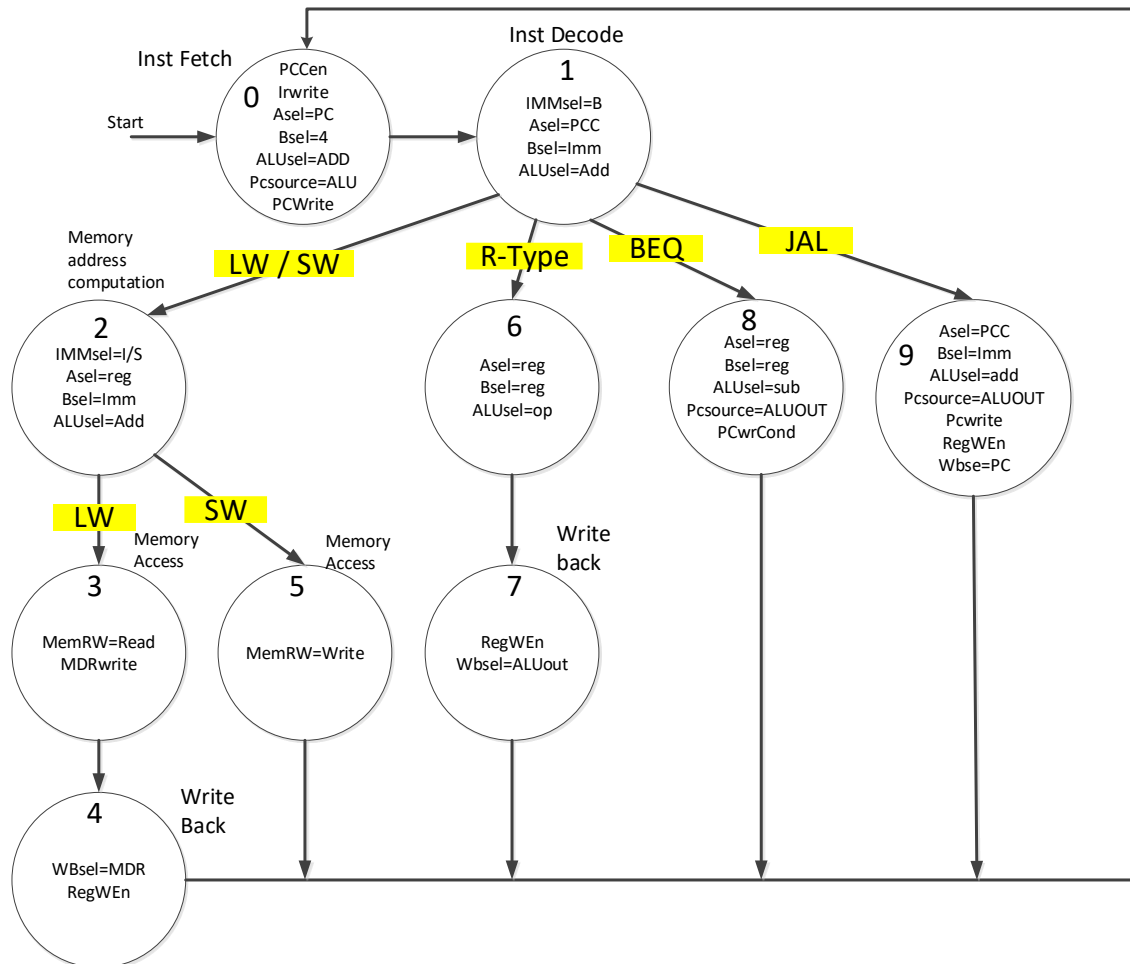 Inst Fetch
0
PCCen
Irwrite
Asel=PC
Bsel=4
ALUsel=ADD
Pcsource=ALU
PCWrite
Start
Inst Decode
1
IMMsel=B
Asel=PCC
Bsel=Imm
ALUsel=Add
LW / SW
R-Type
BEQ
JAL
Memory
address
computation
2
IMMsel=I/S
Asel=reg
Bsel=Imm
ALUsel=Add
6
Asel=reg
Bsel=reg
ALUsel=op
8
Asel=reg
Bsel=reg
ALUsel=sub
Pcsource=ALUOUT
PCwrCond
9
Asel=PCC
Bsel=Imm
ALUsel=add
Pcsource=ALUOUT
Pcwrite
RegWEn
Wbse=PC
LW
SW
Memory
Access
3
MemRW=Read
MDRwrite
Memory
Access
5
MemRW=Write
Write
back
7
RegWEn
Wbsel=ALUout
Write
Back
4
WBsel=MDR
RegWEn